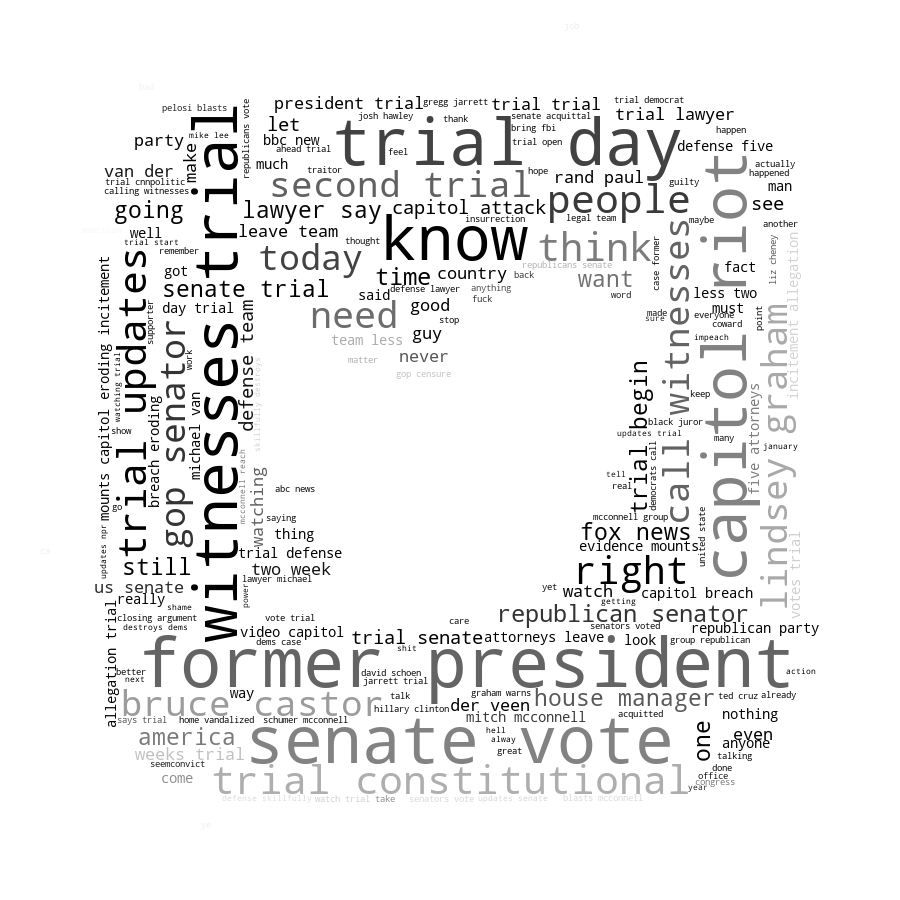 job
bad
pelosi blasts
president trial
gregg jarrett
trial trial
trial democrat
josh hawley
thank
senate acquittal
trial lawyer
let
bring fbi
happen
party
mike lee
republicans vote
bbc new
trial day
trial open
defense five
make
ahead trial
feel
van der
much
traitor
hope
rand paul
actually
happened
trial cnnpolitic
calling witnesses
second trial
people
guilty
man
going
lawyer say
capitol attack
see
well
leave team
insurrection
legal team
maybe
another
trial start
remember
thought
know
think
case former
liz cheney
today
republicans senate
got
time
country
back
want
fact
senate trial
said
defense lawyer
anything
word
less two
day trial
fuck
good
made
sure
must
everyone
point
need
stop
coward
guy
impeach
team less
never
matter
gop censure
trial
witnesses
trial updates
gop senator
mounts capitol eroding incitement
watching trial
supporter
work
breach eroding
michael van
defense team
skillfully destroy
mcconnell reach
watching
call witnesses
capitol riot
lindsey graham
incitement allegation
five attorneys
votes trial
trial begin
democrats call
united state
keep
black juror
show
updates trial
many
january
tell
real
go
abc news
saying
mcconnell group
thing
fox news
updates npr
trial defense
evidence mounts
still
two week
right
us senate
lawyer michael
power
yet
watch
capitol breach
really
shame
getting
republican senator
closing argument
vote trial
care
senators voted
destroys dems
video capitol
dems case
trial senate
attorneys leave
look
republican party
group republican
shit
allegation trial
former president
better
next
david schoen
jarrett trial
action
way
talk
graham warns
bruce castor
hillary clinton
der veen
house manager
ted cruz
already
says trial
home vandalized
schumer mcconnell
mitch mcconnell
acquitted
nothing
america
hell
alway
one
even
anyone
senate vote
great
weeks trial
talking
seemconvict
done
office
come
trial constitutional
congress
year
defense skillfully
watch trial
take
senators vote
updates senate
blasts mcconnell